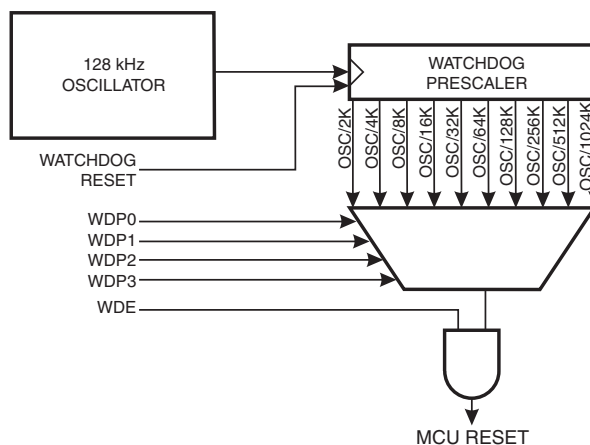 128 kHz
OSCILLATOR
WATCHDOG
PRESCALER
OSC/2K
OSC/4K
OSC/8K
OSC/16K
OSC/32K
OSC/64K
OSC/128K
OSC/256K
OSC/512K
OSC/1024K
WATCHDOG
RESET
WDP0
WDP1
WDP2
WDP3
WDE
MCU RESET